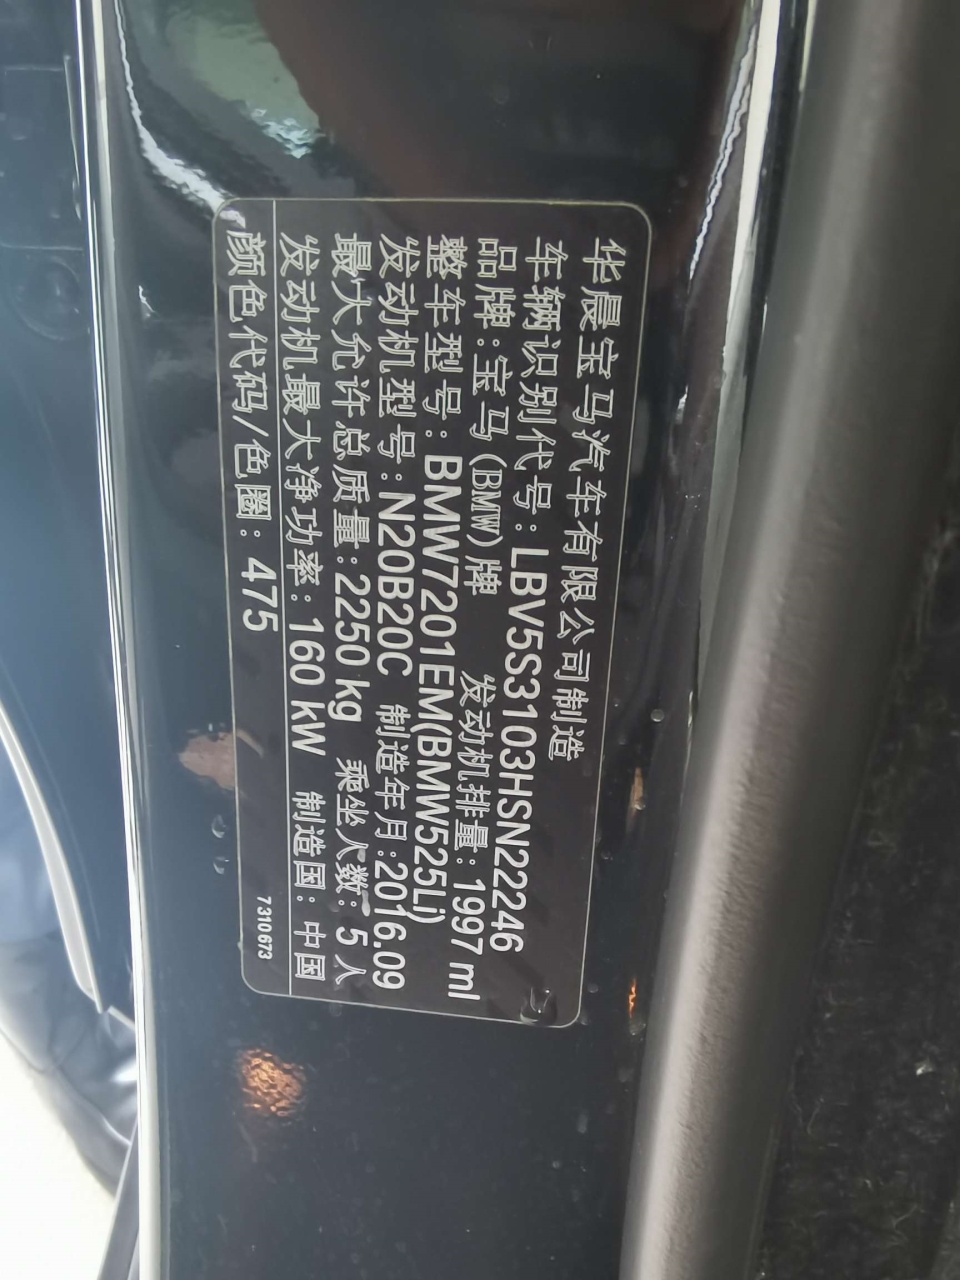 华晨宝马汽车有限公司制造
车辆识别代号: LBV5S3103HSN22246
品牌:宝马(BMW)牌 发动机排量: 1997 ml
整车型号: BMW7201EM(BMW525Li)
发动机型号: N20B20C 制造年月:2016.09
最大允许总质量:2250 kg 乘坐人数: 5人
发动机最大净功率: 160 kW 制造国: 中国
颜色代码/色圈: 475
7310673